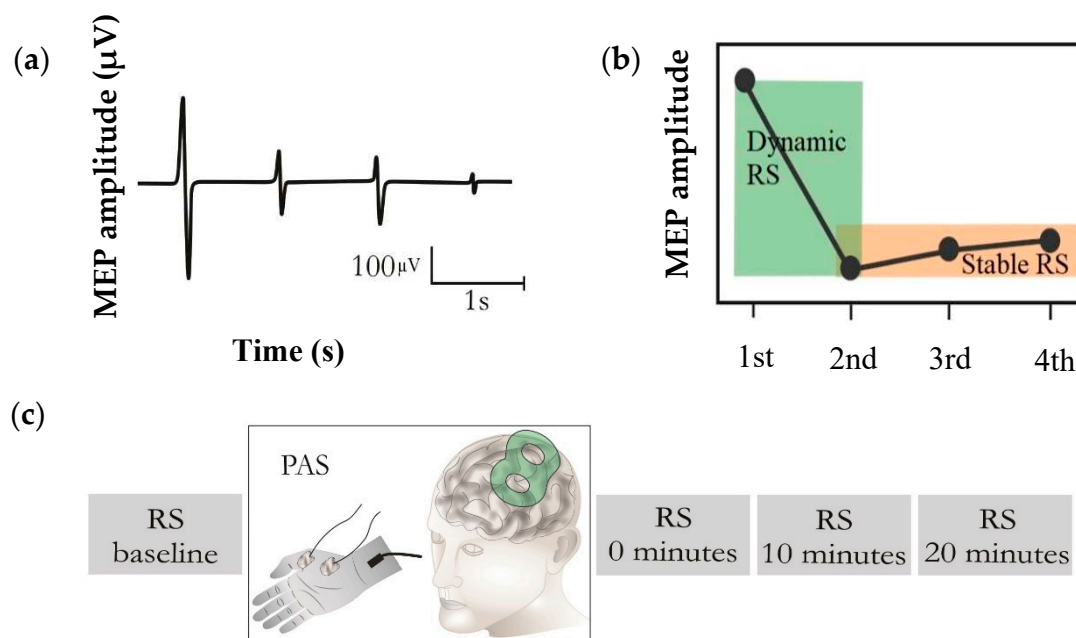 (a)
MEP amplitude (µV)
100µV
1s
Time (s)
(b)
MEP amplitude
Dynamic
RS
Stable RS
1st 2nd 3rd 4th
(c)
RS
baseline
PAS
RS
0 minutes
RS
10 minutes
RS
20 minutes